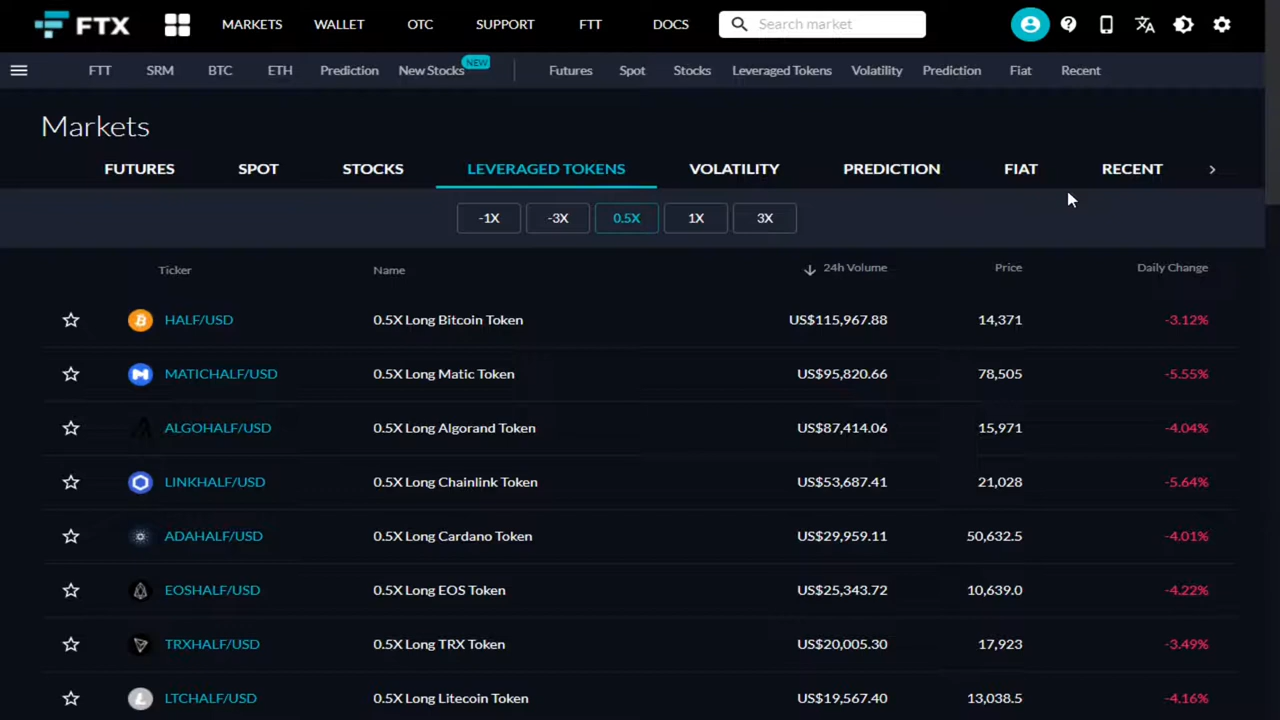 FTX MARKETS WALLET OTC SUPPORT FTT DOCS Search market
FTT SRM BTC ETH Prediction New Stocks NEW Futures Spot Stocks Leveraged Tokens Volatility Prediction Fiat Recent
Markets
FUTURES SPOT STOCKS LEVERAGED TOKENS VOLATILITY PREDICTION FIAT RECENT
-1X -3X 0.5X 1X 3X
Ticker Name 24h Volume Price Daily Change
HALF/USD 0.5X Long Bitcoin Token US$115,967.88 14,371 -3.12%
MATICHALF/USD 0.5X Long Matic Token US$95,820.66 78,505 -5.55%
ALGOHALF/USD 0.5X Long Algorand Token US$87,414.06 15,971 -4.04%
LINKHALF/USD 0.5X Long Chainlink Token US$53,687.41 21,028 -5.64%
ADAHALF/USD 0.5X Long Cardano Token US$29,959.11 50,632.5 -4.01%
EOSHALF/USD 0.5X Long EOS Token US$25,343.72 10,639.0 -4.22%
TRXHALF/USD 0.5X Long TRX Token US$20,005.30 17,923 -3.49%
LTCHALF/USD 0.5X Long Litecoin Token US$19,567.40 13,038.5 -4.16%